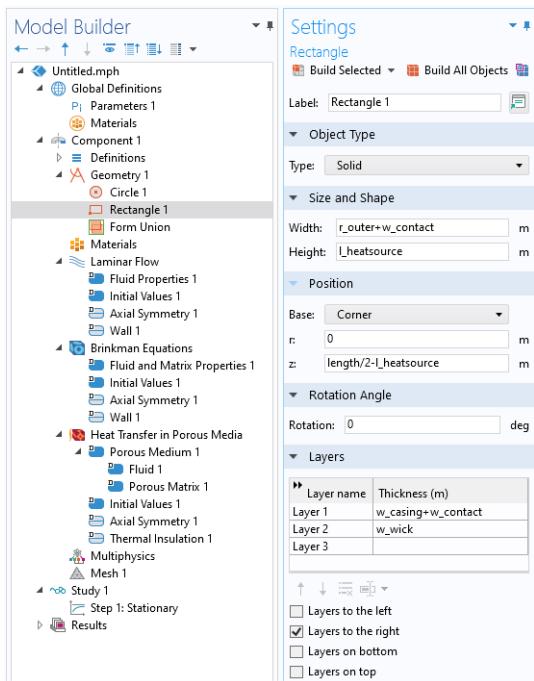 Model Builder
Untitled.mph
Global Definitions
Pi Parameters 1
Materials
Component 1
Definitions
Geometry 1
Circle 1
Rectangle 1
Form Union
Materials
Laminar Flow
Fluid Properties 1
Initial Values 1
Axial Symmetry 1
Wall 1
Brinkman Equations
Fluid and Matrix Properties 1
Initial Values 1
Axial Symmetry 1
Wall 1
Heat Transfer in Porous Media
Porous Medium 1
Fluid 1
Porous Matrix 1
Initial Values 1
Axial Symmetry 1
Thermal Insulation 1
Multiphysics
Mesh 1
Study 1
Step 1: Stationary
Results
Settings
Rectangle
Build Selected Build All Objects
Label: Rectangle 1
Object Type
Type: Solid
Size and Shape
Width: r_outer+w_contact m
Height: l_heatsource m
Position
Base: Corner
r: 0 m
z: length/2-l_heatsource m
Rotation Angle
Rotation: 0 deg
Layers
Layer name Thickness (m)
Layer 1 w_casing+w_contact
Layer 2 w_wick
Layer 3
Layers to the left
Layers to the right
Layers on bottom
Layers on top